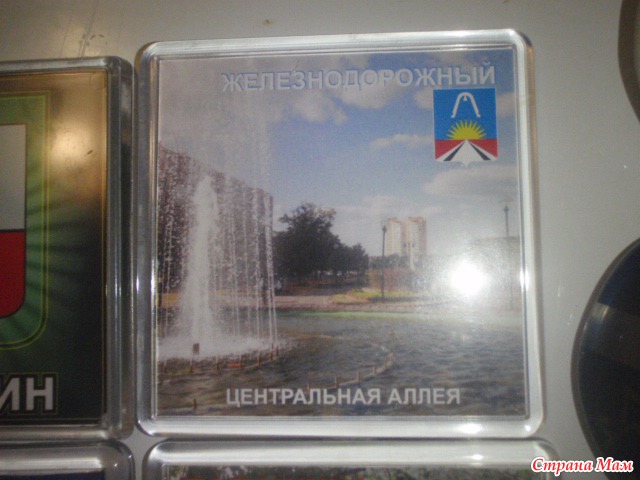 ЖЕЛЕЗНОДОРОЖНЫЙ
ИН
ЦЕНТРАЛЬНАЯ АЛЛЕЯ
Страна Мам